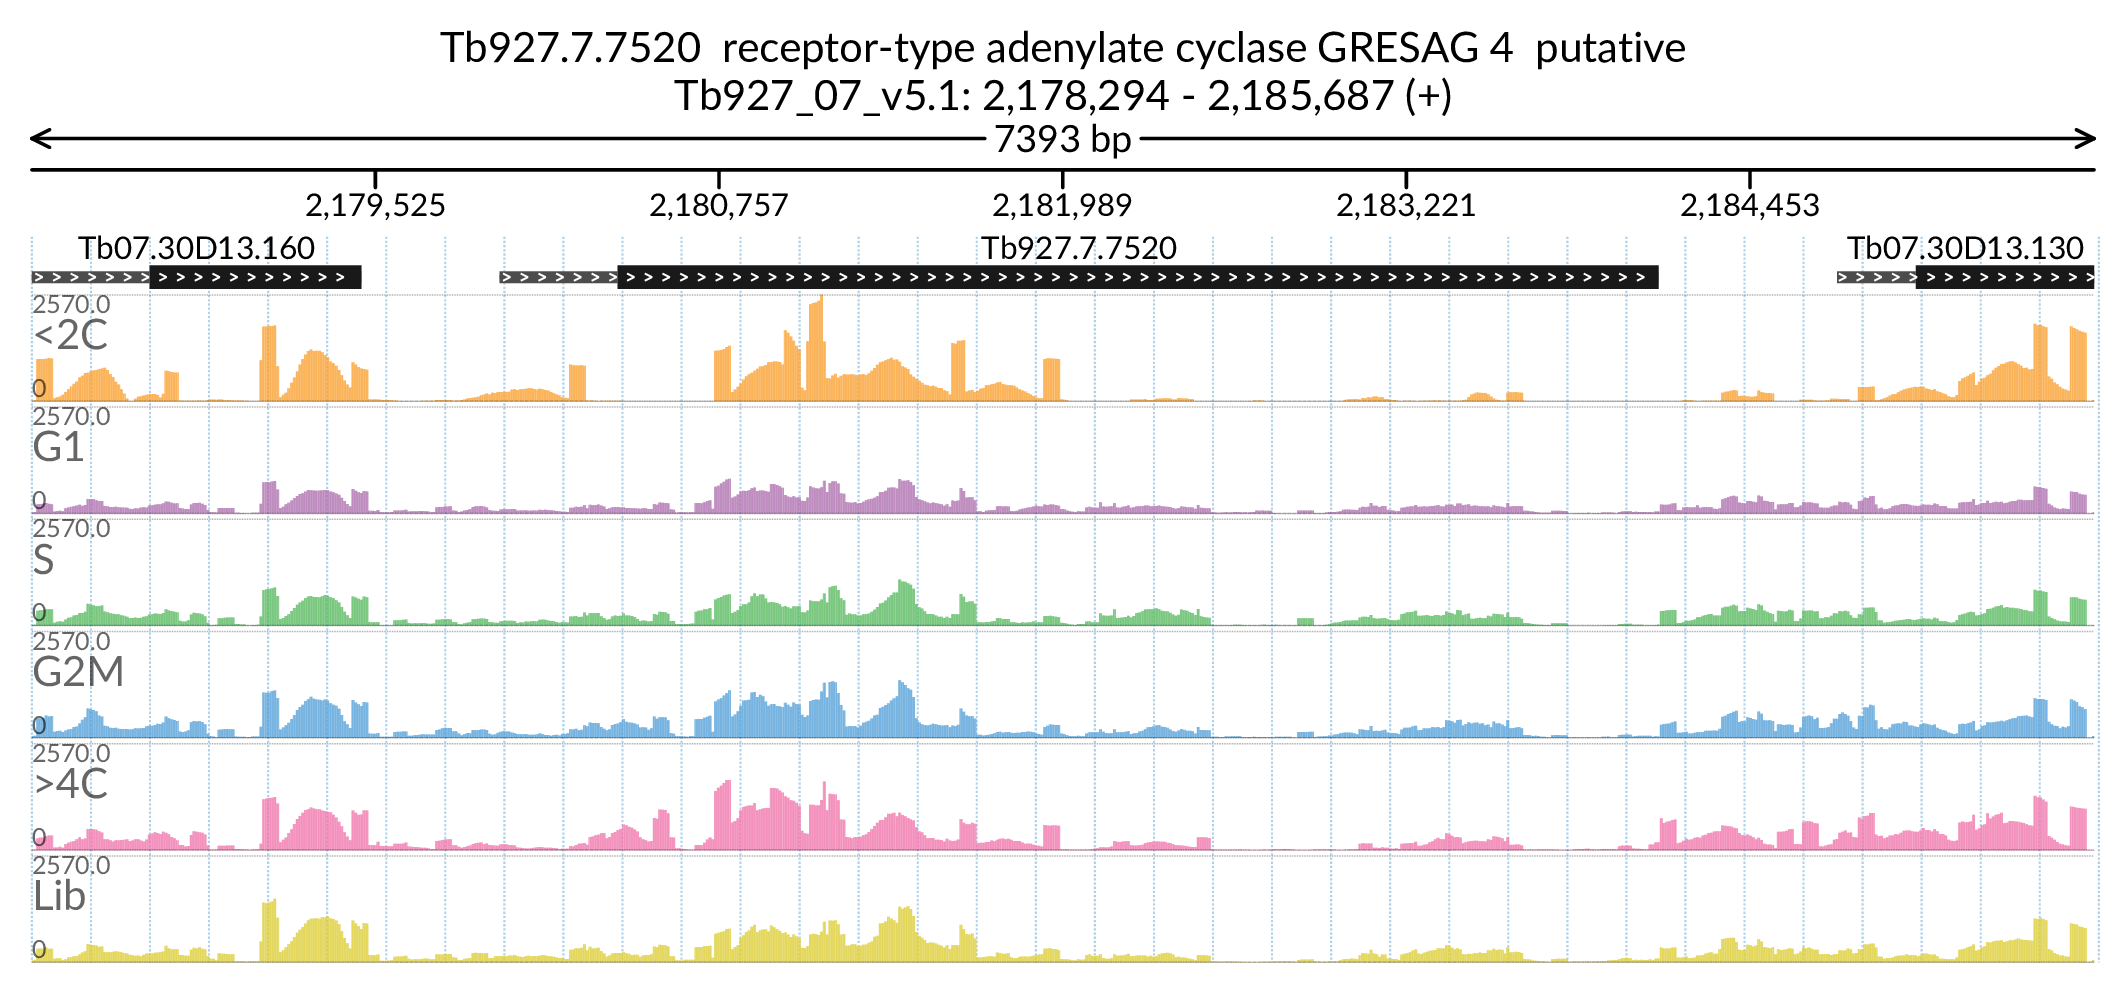 Tb927.7.7520  receptor-type adenylate cyclase GRESAG 4  putative
Tb927_07_v5.1: 2,178,294 - 2,185,687 (+)
7393 bp
2,179,525 2,180,757 2,181,989 2,183,221 2,184,453
Tb07.30D13.160 Tb927.7.7520 Tb07.30D13.130
2570.0
<2C
0
2570.0
G1
0
2570.0
S
0
2570.0
G2M
0
2570.0
>4C
0
2570.0
Lib
0